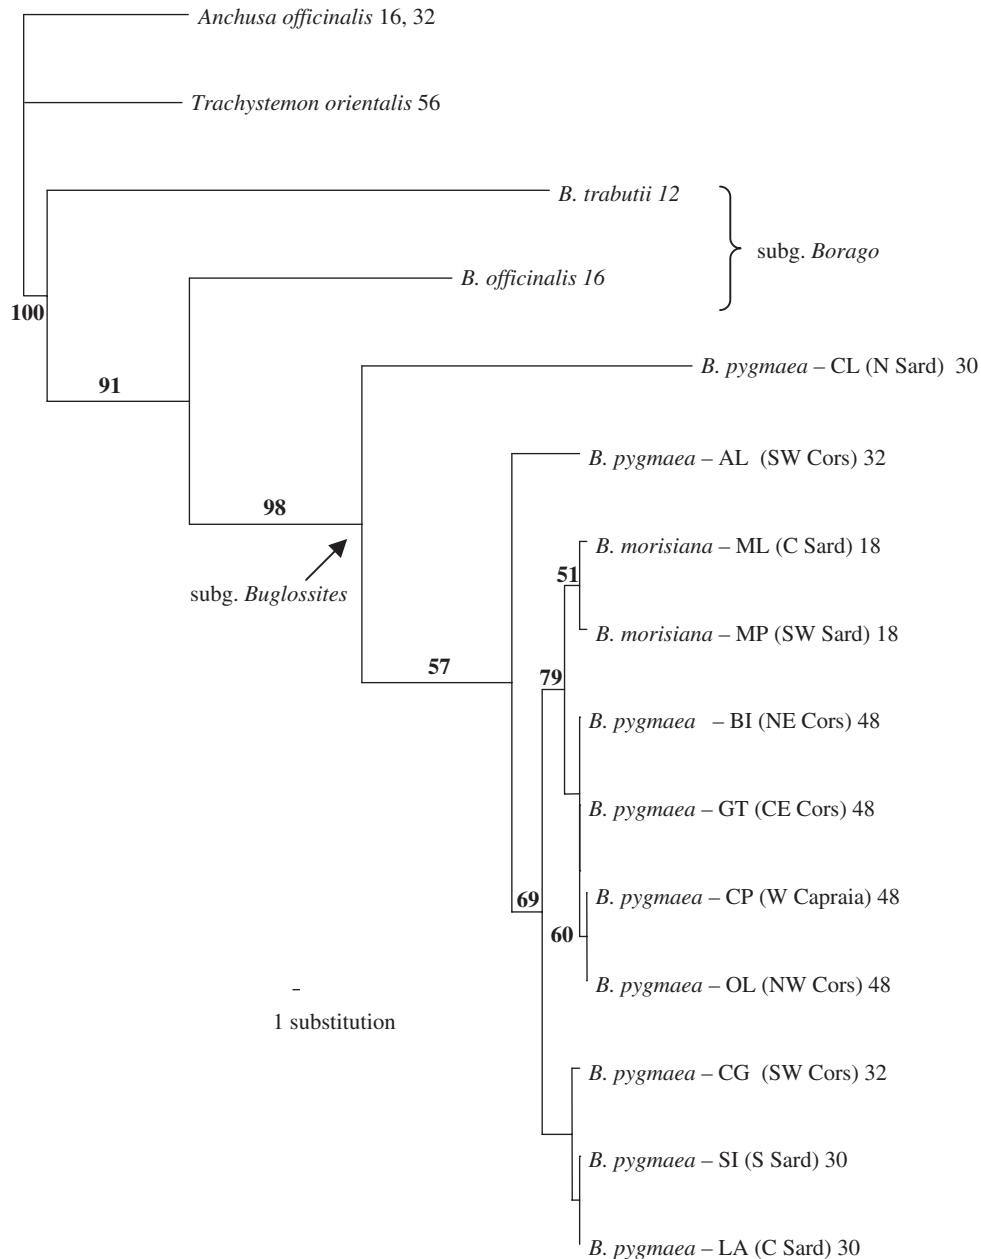 Anchusa officinalis 16, 32
Trachystemon orientalis 56
B. trabutii 12
subg. Borago
B. officinalis 16
100
B. pygmaea – CL (N Sard) 30
91
B. pygmaea – AL (SW Cors) 32
98
B. morisiana – ML (C Sard) 18
51
subg. Buglossites
B. morisiana – MP (SW Sard) 18
57
79
B. pygmaea – BI (NE Cors) 48
B. pygmaea – GT (CE Cors) 48
69
B. pygmaea – CP (W Capraia) 48
60
B. pygmaea – OL (NW Cors) 48
1 substitution
B. pygmaea – CG (SW Cors) 32
B. pygmaea – SI (S Sard) 30
B. pygmaea – LA (C Sard) 30